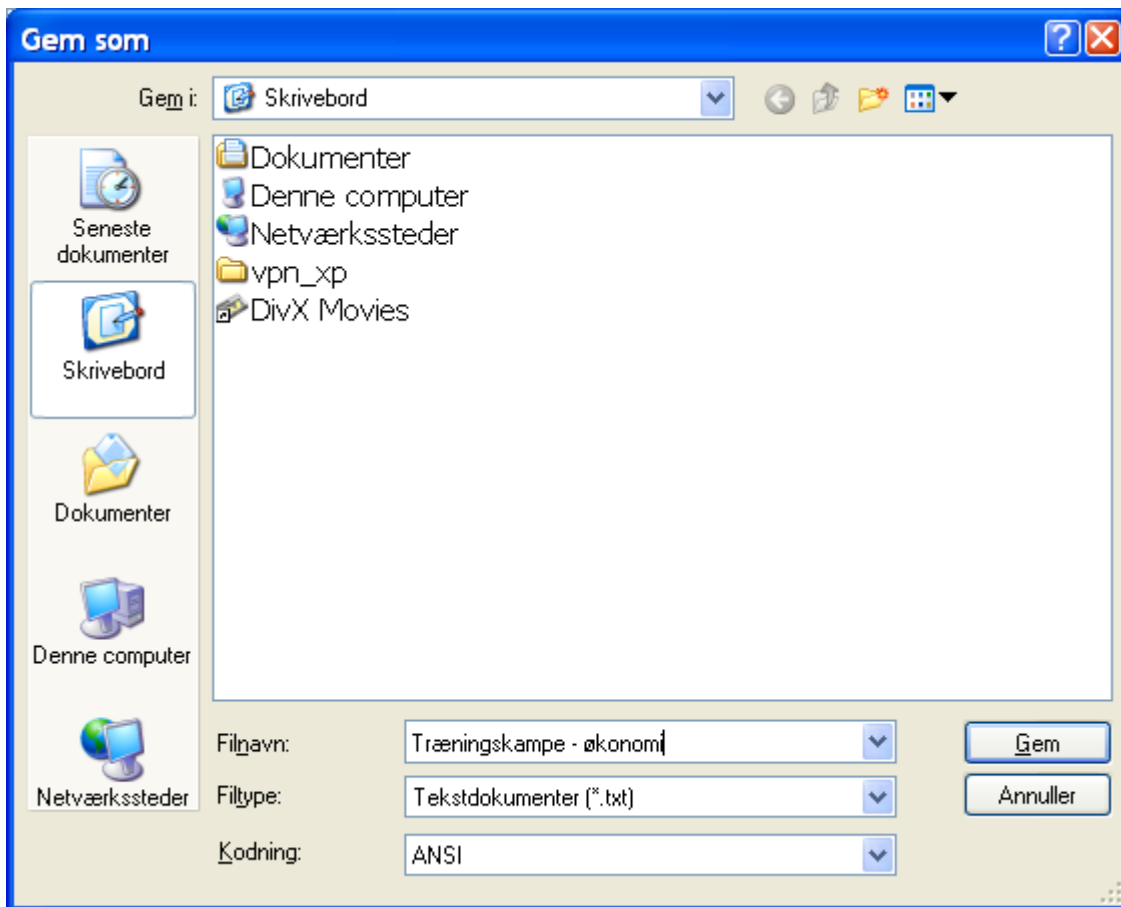 Gem som
Gem i: Skrivebord
Seneste
dokumenter
Skrivebord
Dokumenter
Denne computer
Netværkssteder
Dokumenter
Denne computer
Netværkssteder
vpn_xp
DivX Movies
Filnavn: Træningskampe - økonomi Gem
Filtype: Tekstdokumenter (*.txt) Annuller
Kodning: ANSI